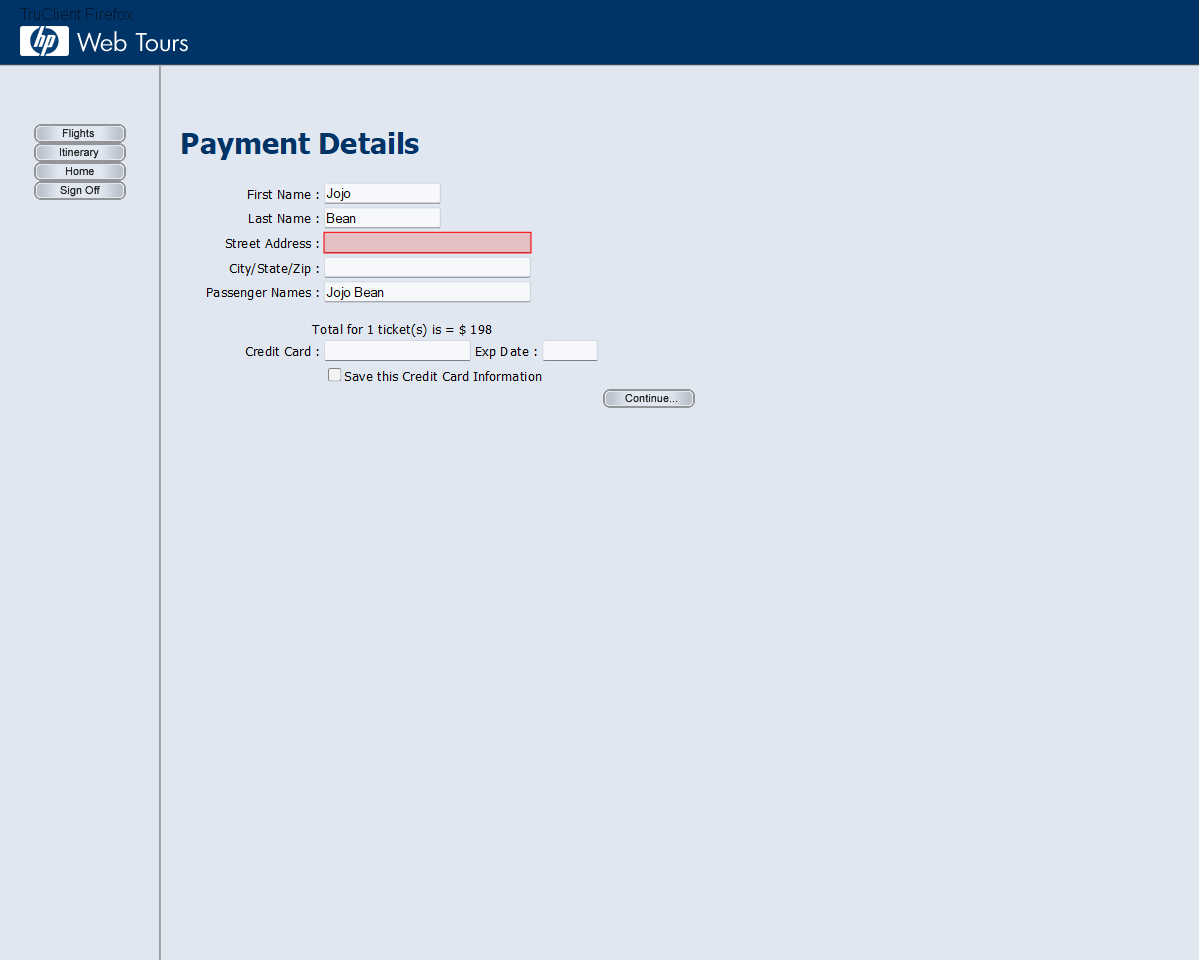 TruClient Firefox
hp Web Tours
Flights
Itinerary
Home
Sign Off
Payment Details
First Name : Jojo
Last Name : Bean
Street Address :
City/State/Zip :
Passenger Names : Jojo Bean
Total for 1 ticket(s) is = $ 198
Credit Card : Exp Date :
Save this Credit Card Information
Continue...